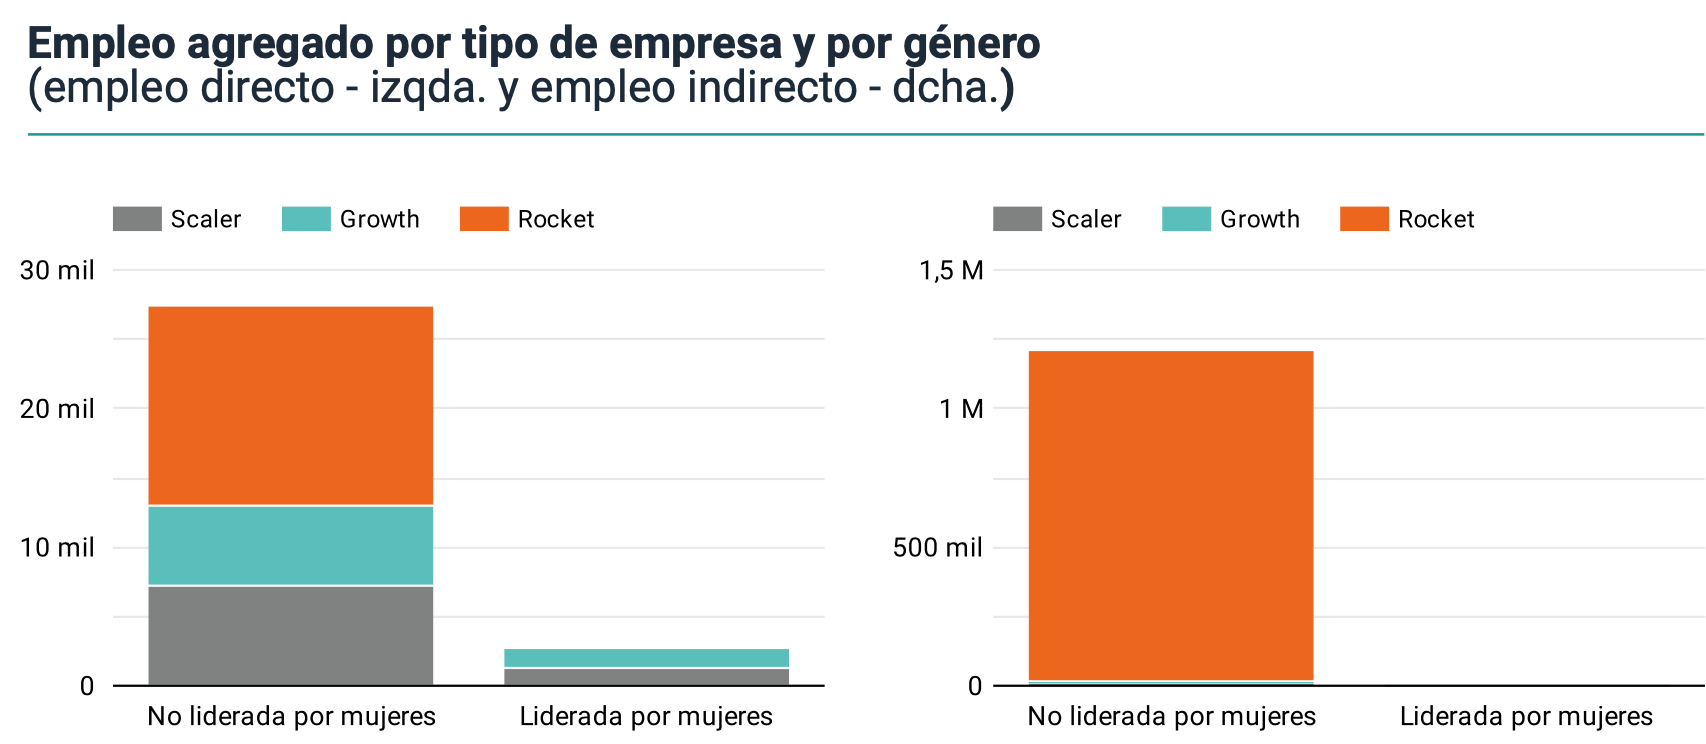 Empleo agregado por tipo de empresa y por género
(empleo directo - izqda. y empleo indirecto - dcha.)
Scaler Growth Rocket
30 mil
20 mil
10 mil
0
No liderada por mujeres Liderada por mujeres
Scaler Growth Rocket
1,5 M
1 M
500 mil
0
No liderada por mujeres Liderada por mujeres